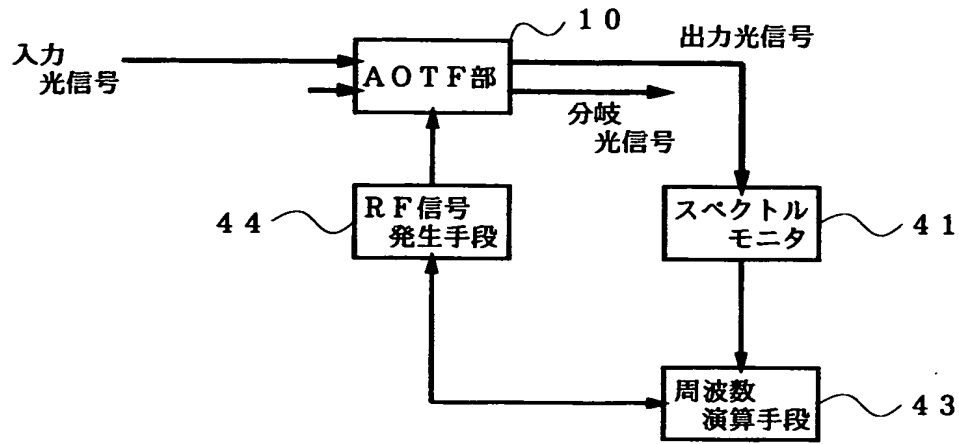 １０
入力
光信号
ＡＯＴＦ部
出力光信号
分岐
光信号
４４
ＲＦ信号
発生手段
スペクトル
モニタ
４１
周波数
演算手段
４３